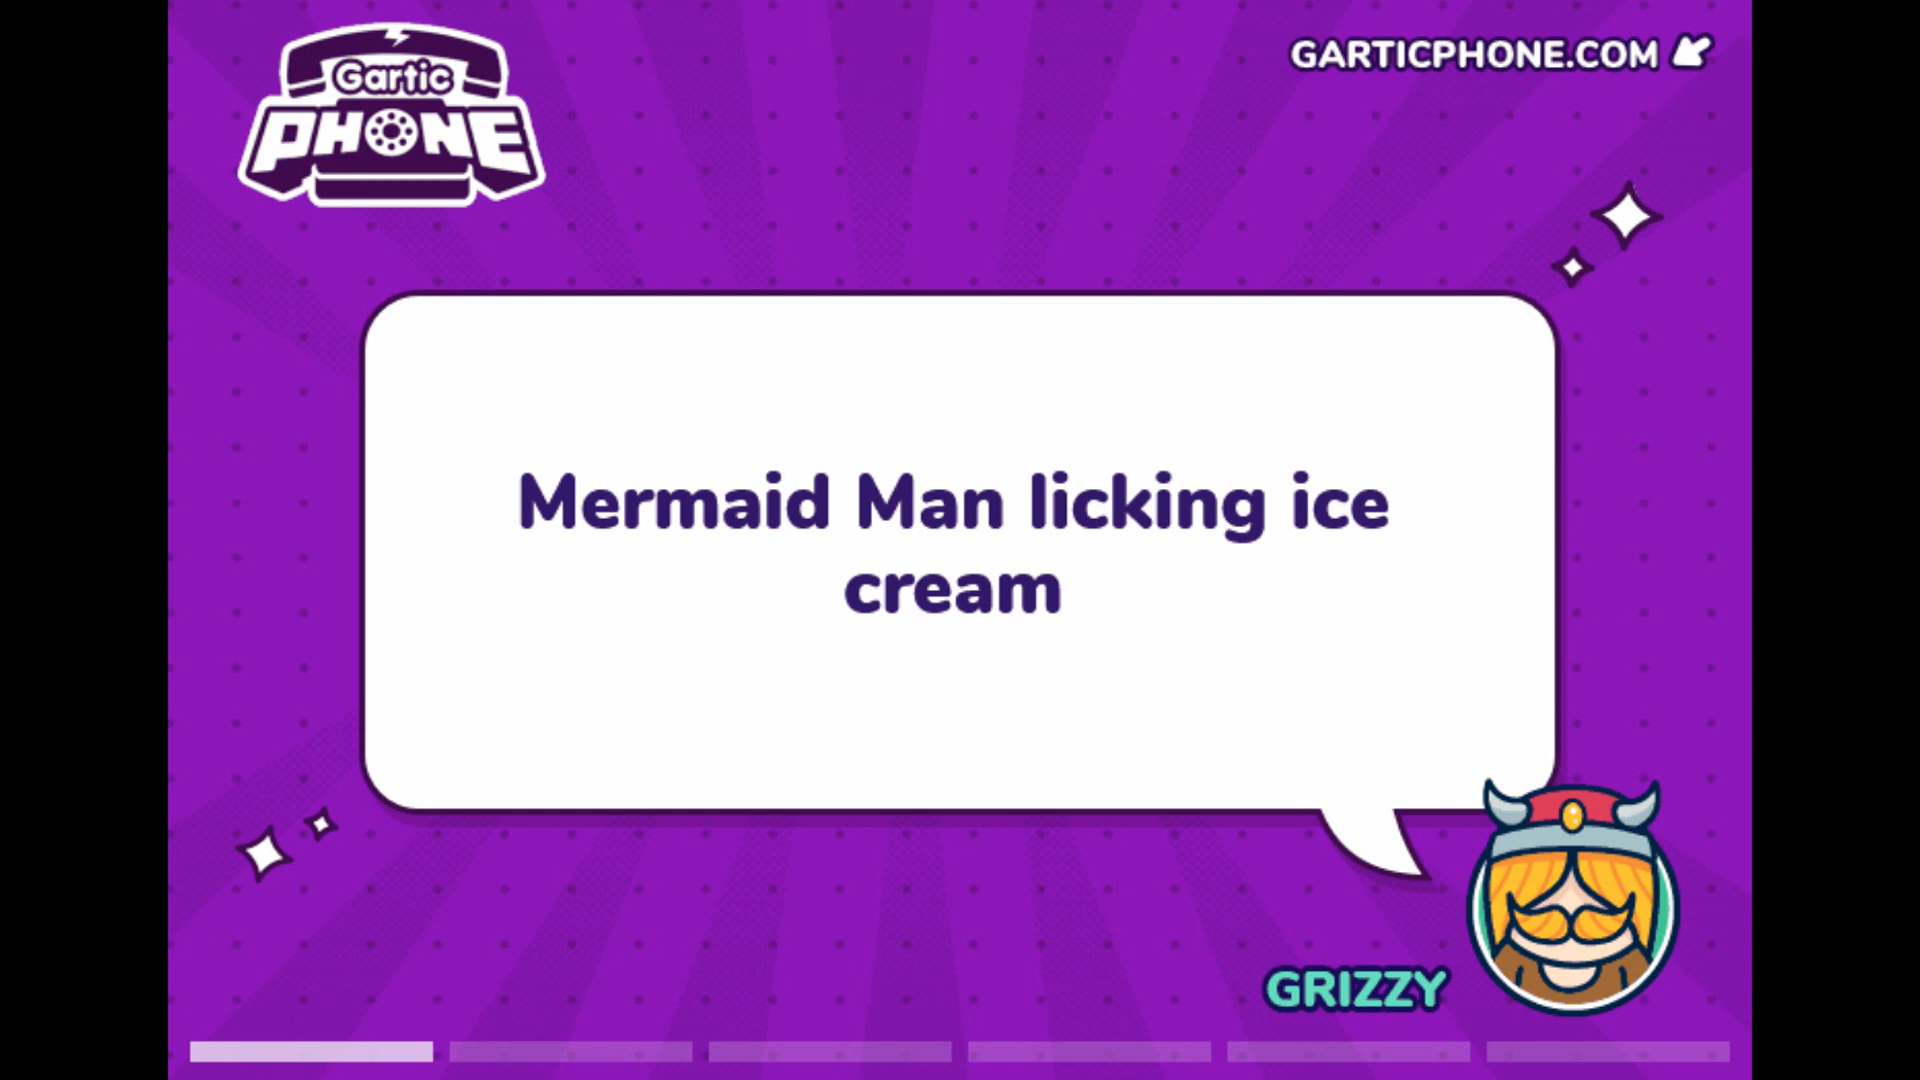 Gartic
PHONE
GARTICPHONE.COM
Mermaid Man licking ice
cream
GRIZZY